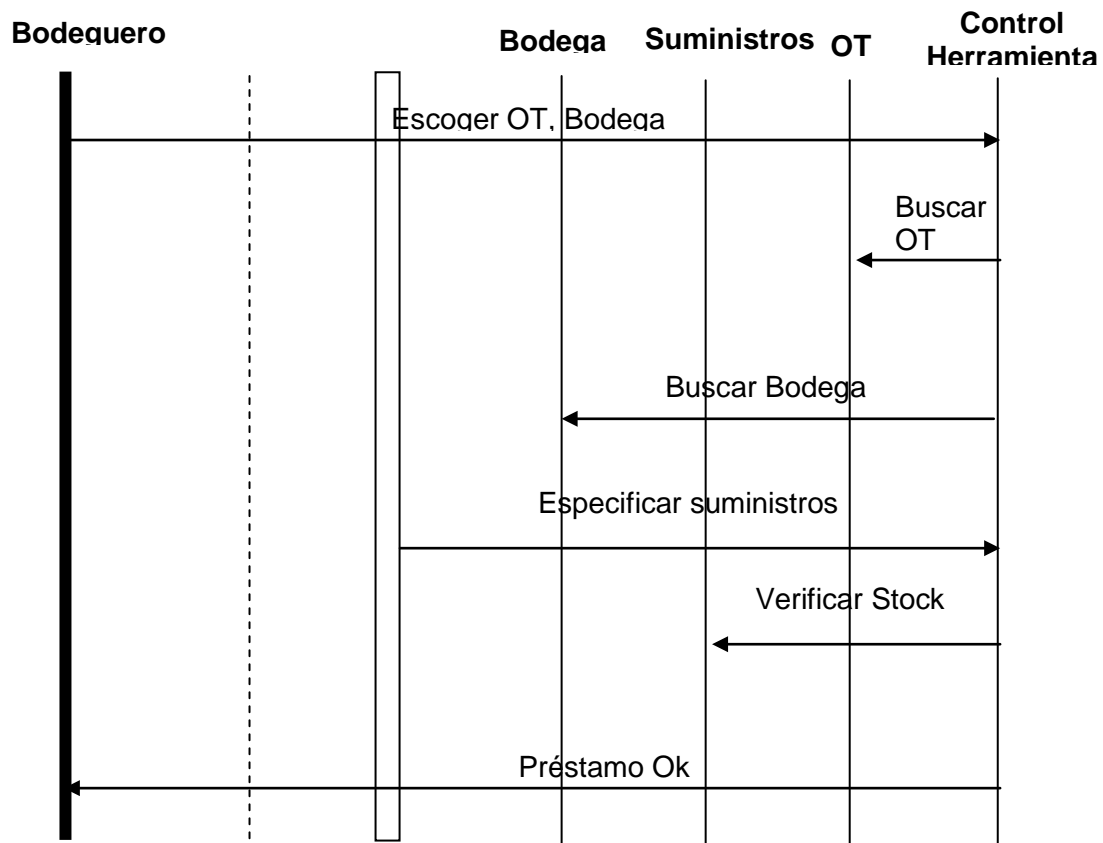 Bodeguero
Bodega
Suministros
OT
Control
Herramienta
Escoger OT, Bodega
Buscar
OT
Buscar Bodega
Especificar suministros
Verificar Stock
Préstamo Ok